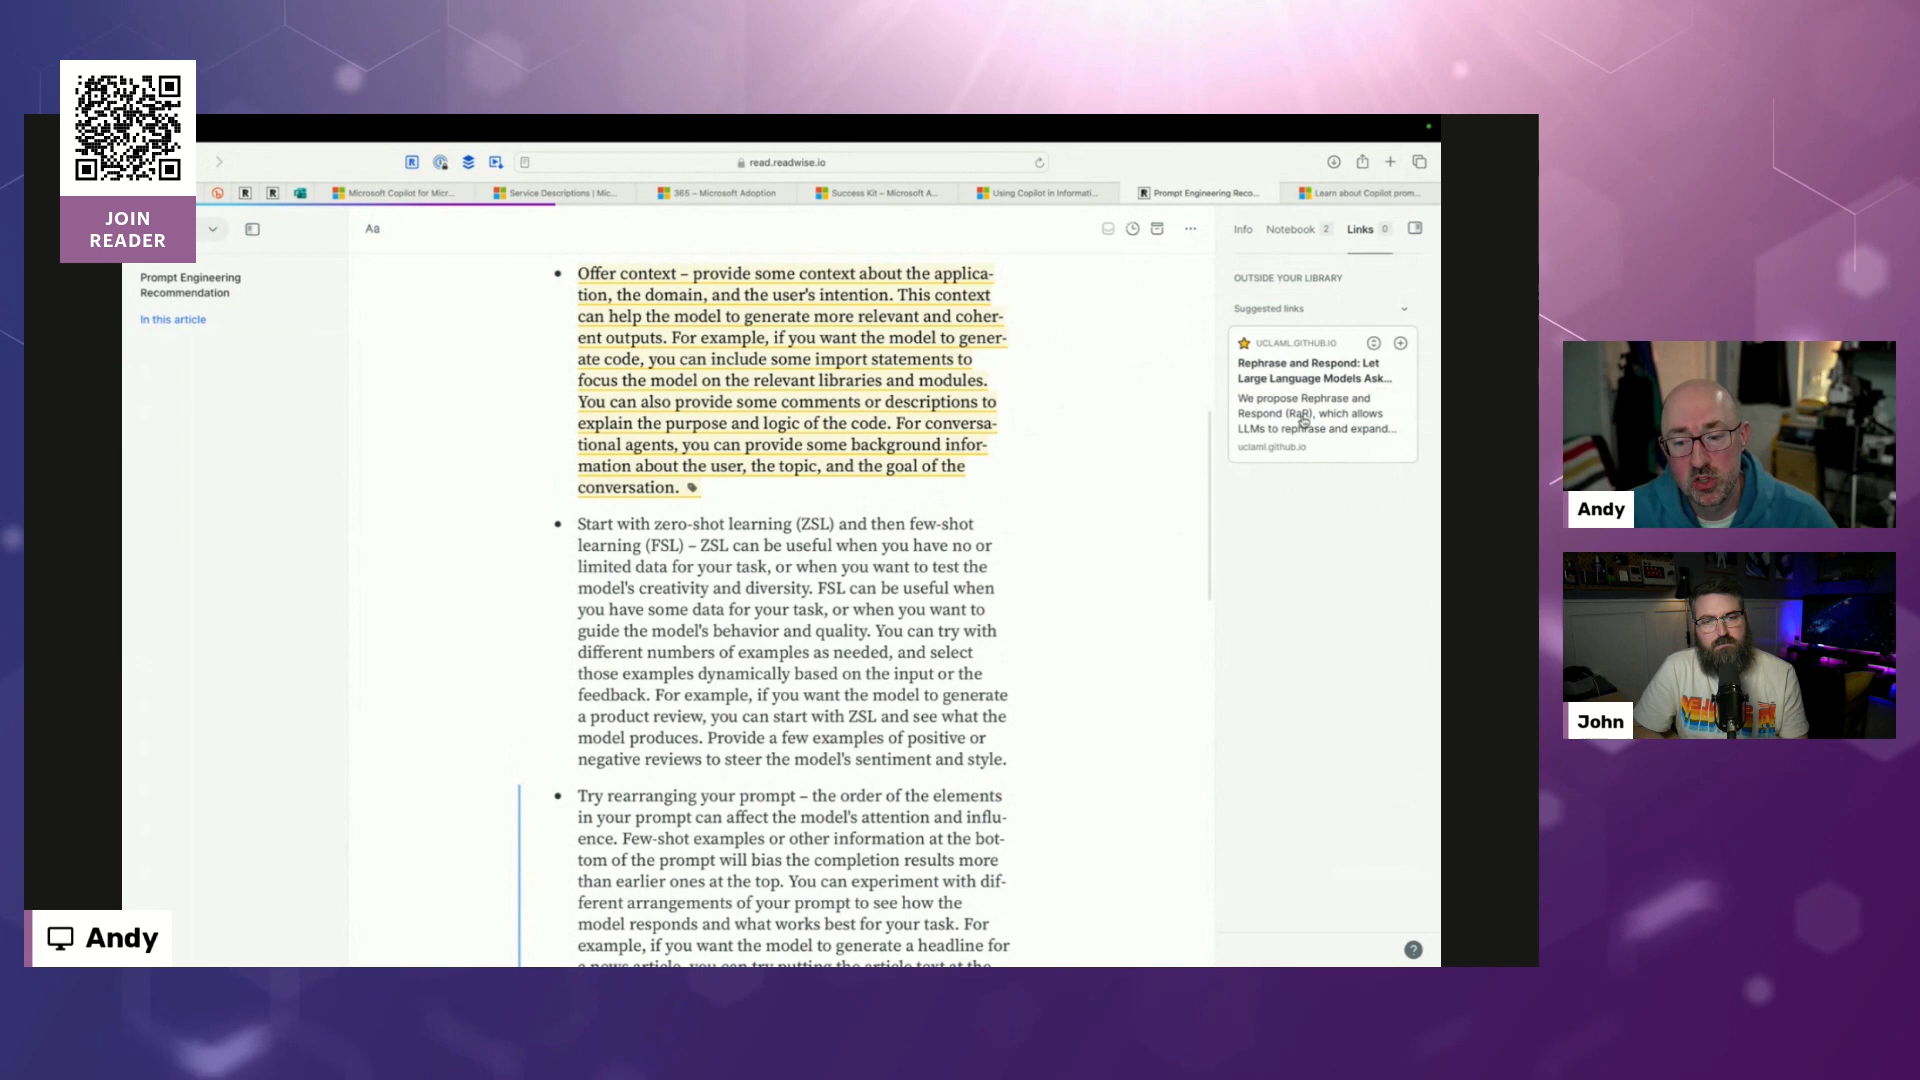 JOIN
READER
read.readwise.io
Microsoft Copilot for Micr...
Service Descriptions | Mic...
365 – Microsoft Adoption
Success Kit – Microsoft A...
Using Copilot in Informati...
Prompt Engineering Reco...
Learn about Copilot prom...
Aa
Info
Notebook 2
Links 0
Prompt Engineering
Recommendation
In this article
Offer context – provide some context about the applica-
tion, the domain, and the user's intention. This context
can help the model to generate more relevant and coher-
ent outputs. For example, if you want the model to gener-
ate code, you can include some import statements to
focus the model on the relevant libraries and modules.
You can also provide some comments or descriptions to
explain the purpose and logic of the code. For conversa-
tional agents, you can provide some background infor-
mation about the user, the topic, and the goal of the
conversation.
Start with zero-shot learning (ZSL) and then few-shot
learning (FSL) – ZSL can be useful when you have no or
limited data for your task, or when you want to test the
model's creativity and diversity. FSL can be useful when
you have some data for your task, or when you want to
guide the model's behavior and quality. You can try with
different numbers of examples as needed, and select
those examples dynamically based on the input or the
feedback. For example, if you want the model to generate
a product review, you can start with ZSL and see what the
model produces. Provide a few examples of positive or
negative reviews to steer the model's sentiment and style.
Try rearranging your prompt – the order of the elements
in your prompt can affect the model's attention and influ-
ence. Few-shot examples or other information at the bot-
tom of the prompt will bias the completion results more
than earlier ones at the top. You can experiment with dif-
ferent arrangements of your prompt to see how the
model responds and what works best for your task. For
example, if you want the model to generate a headline for
a news article, you can try putting the article text at the
OUTSIDE YOUR LIBRARY
Suggested links
UCLAML.GITHUB.IO
Rephrase and Respond: Let
Large Language Models Ask...
We propose Rephrase and
Respond (RaR), which allows
LLMs to rephrase and expand...
uclaml.github.io
Andy
John
Andy